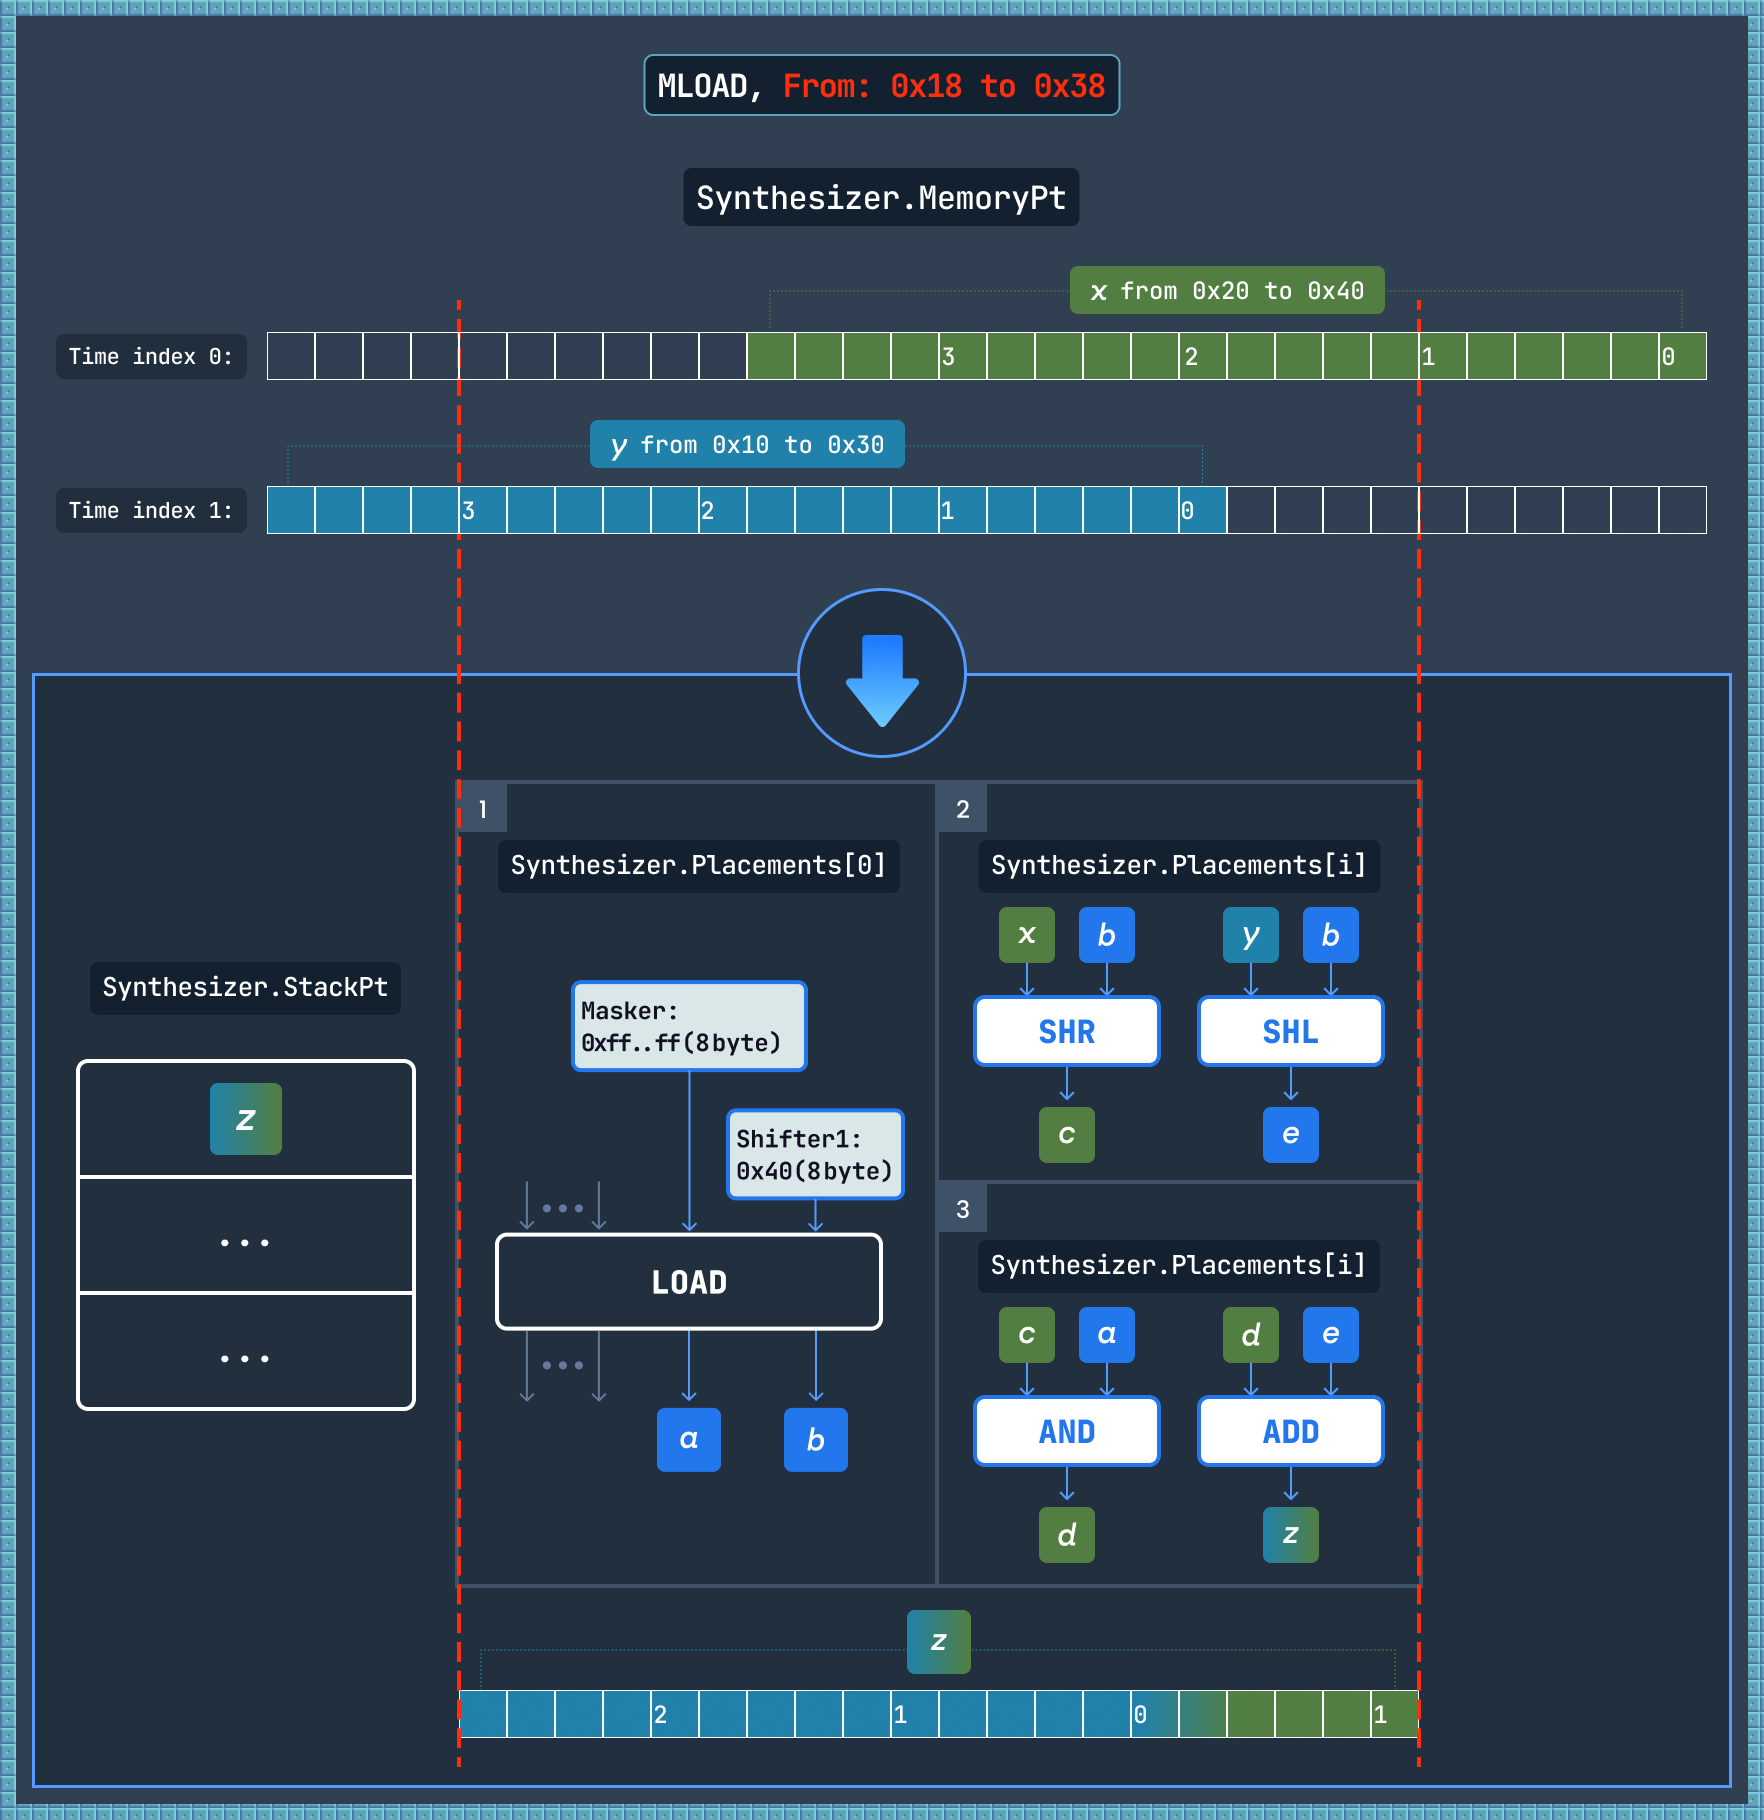 MLOAD, From: 0x18 to 0x38
Synthesizer.MemoryPt
x from 0x20 to 0x40
Time index 0:
3 2 1 0
y from 0x10 to 0x30
Time index 1:
3 2 1 0
1
Synthesizer.Placements[0]
Masker:
0xff..ff(8byte)
Shifter1:
0x40(8byte)
...
LOAD
...
a b
2
Synthesizer.Placements[i]
x b y b
SHR SHL
c e
3
Synthesizer.Placements[i]
c a d e
AND ADD
d z
Synthesizer.StackPt
z
...
...
z
2 1 0 1